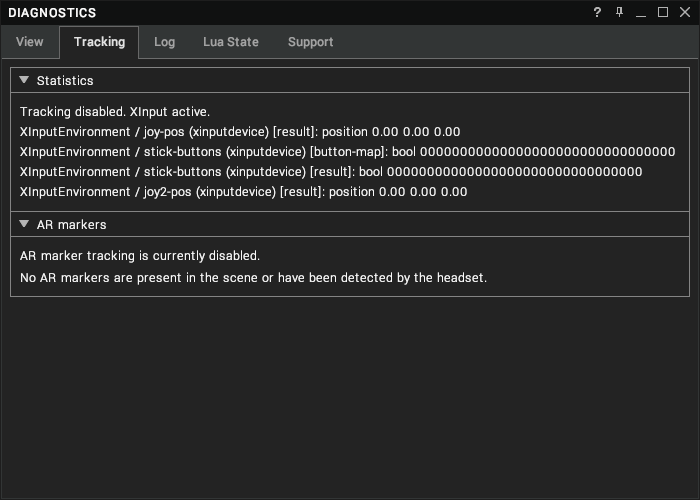 DIAGNOSTICS
View
Tracking
Log
Lua State
Support
Statistics
Tracking disabled. XInput active.
XInputEnvironment / joy-pos (xinputdevice) [result]: position 0.00 0.00 0.00
XInputEnvironment / stick-buttons (xinputdevice) [button-map]: bool 00000000000000000000000000000000
XInputEnvironment / stick-buttons (xinputdevice) [result]: bool 00000000000000000000000000000000
XInputEnvironment / joy2-pos (xinputdevice) [result]: position 0.00 0.00 0.00
AR markers
AR marker tracking is currently disabled.
No AR markers are present in the scene or have been detected by the headset.